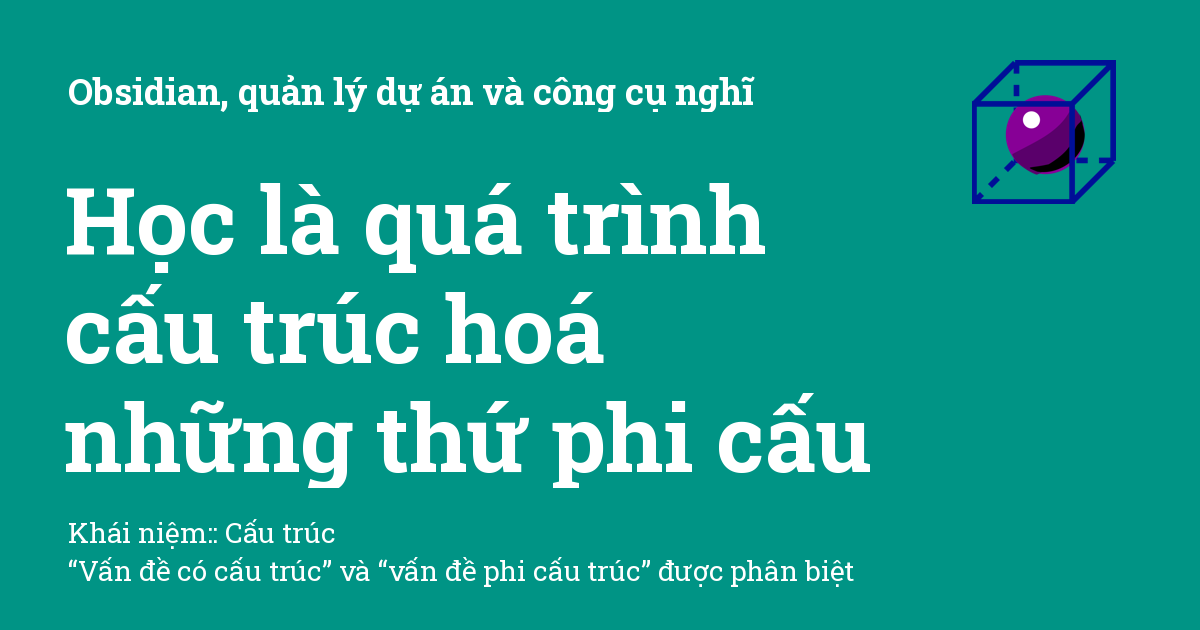 Obsidian, quản lý dự án và công cụ nghĩ
Học là quá trình
cấu trúc hoá
những thứ phi cấu
Khái niệm:: Cấu trúc
“Vấn đề có cấu trúc” và “vấn đề phi cấu trúc” được phân biệt